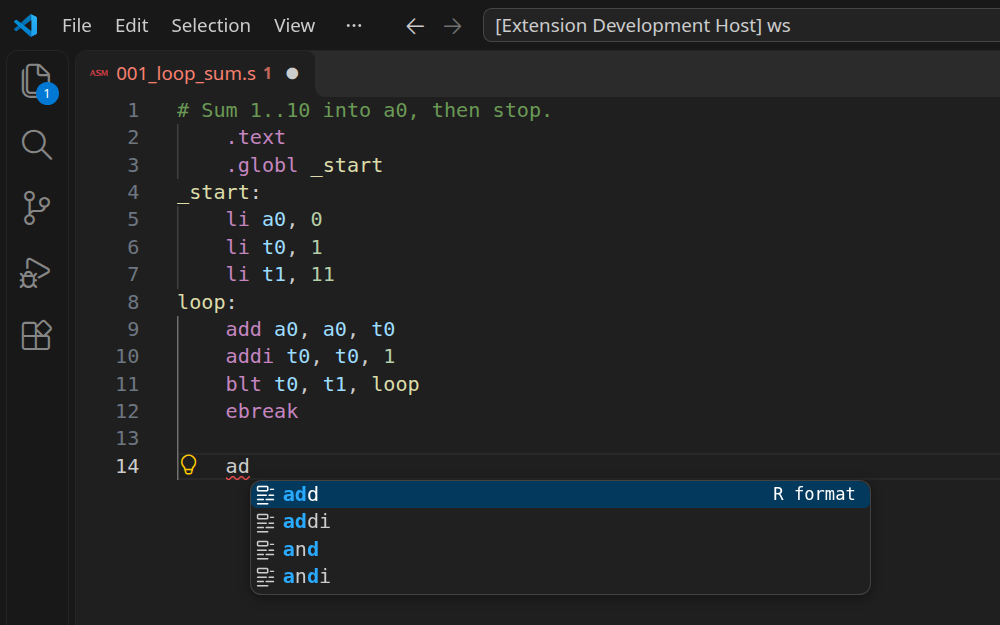 File Edit Selection View ··· [Extension Development Host] ws
ASM 001_loop_sum.s 1
1
1 # Sum 1..10 into a0, then stop.
2 .text
3 .globl _start
4 _start:
5 li a0, 0
6 li t0, 1
7 li t1, 11
8 loop:
9 add a0, a0, t0
10 addi t0, t0, 1
11 blt t0, t1, loop
12 ebreak
13
14 ad
add R format
addi
and
andi